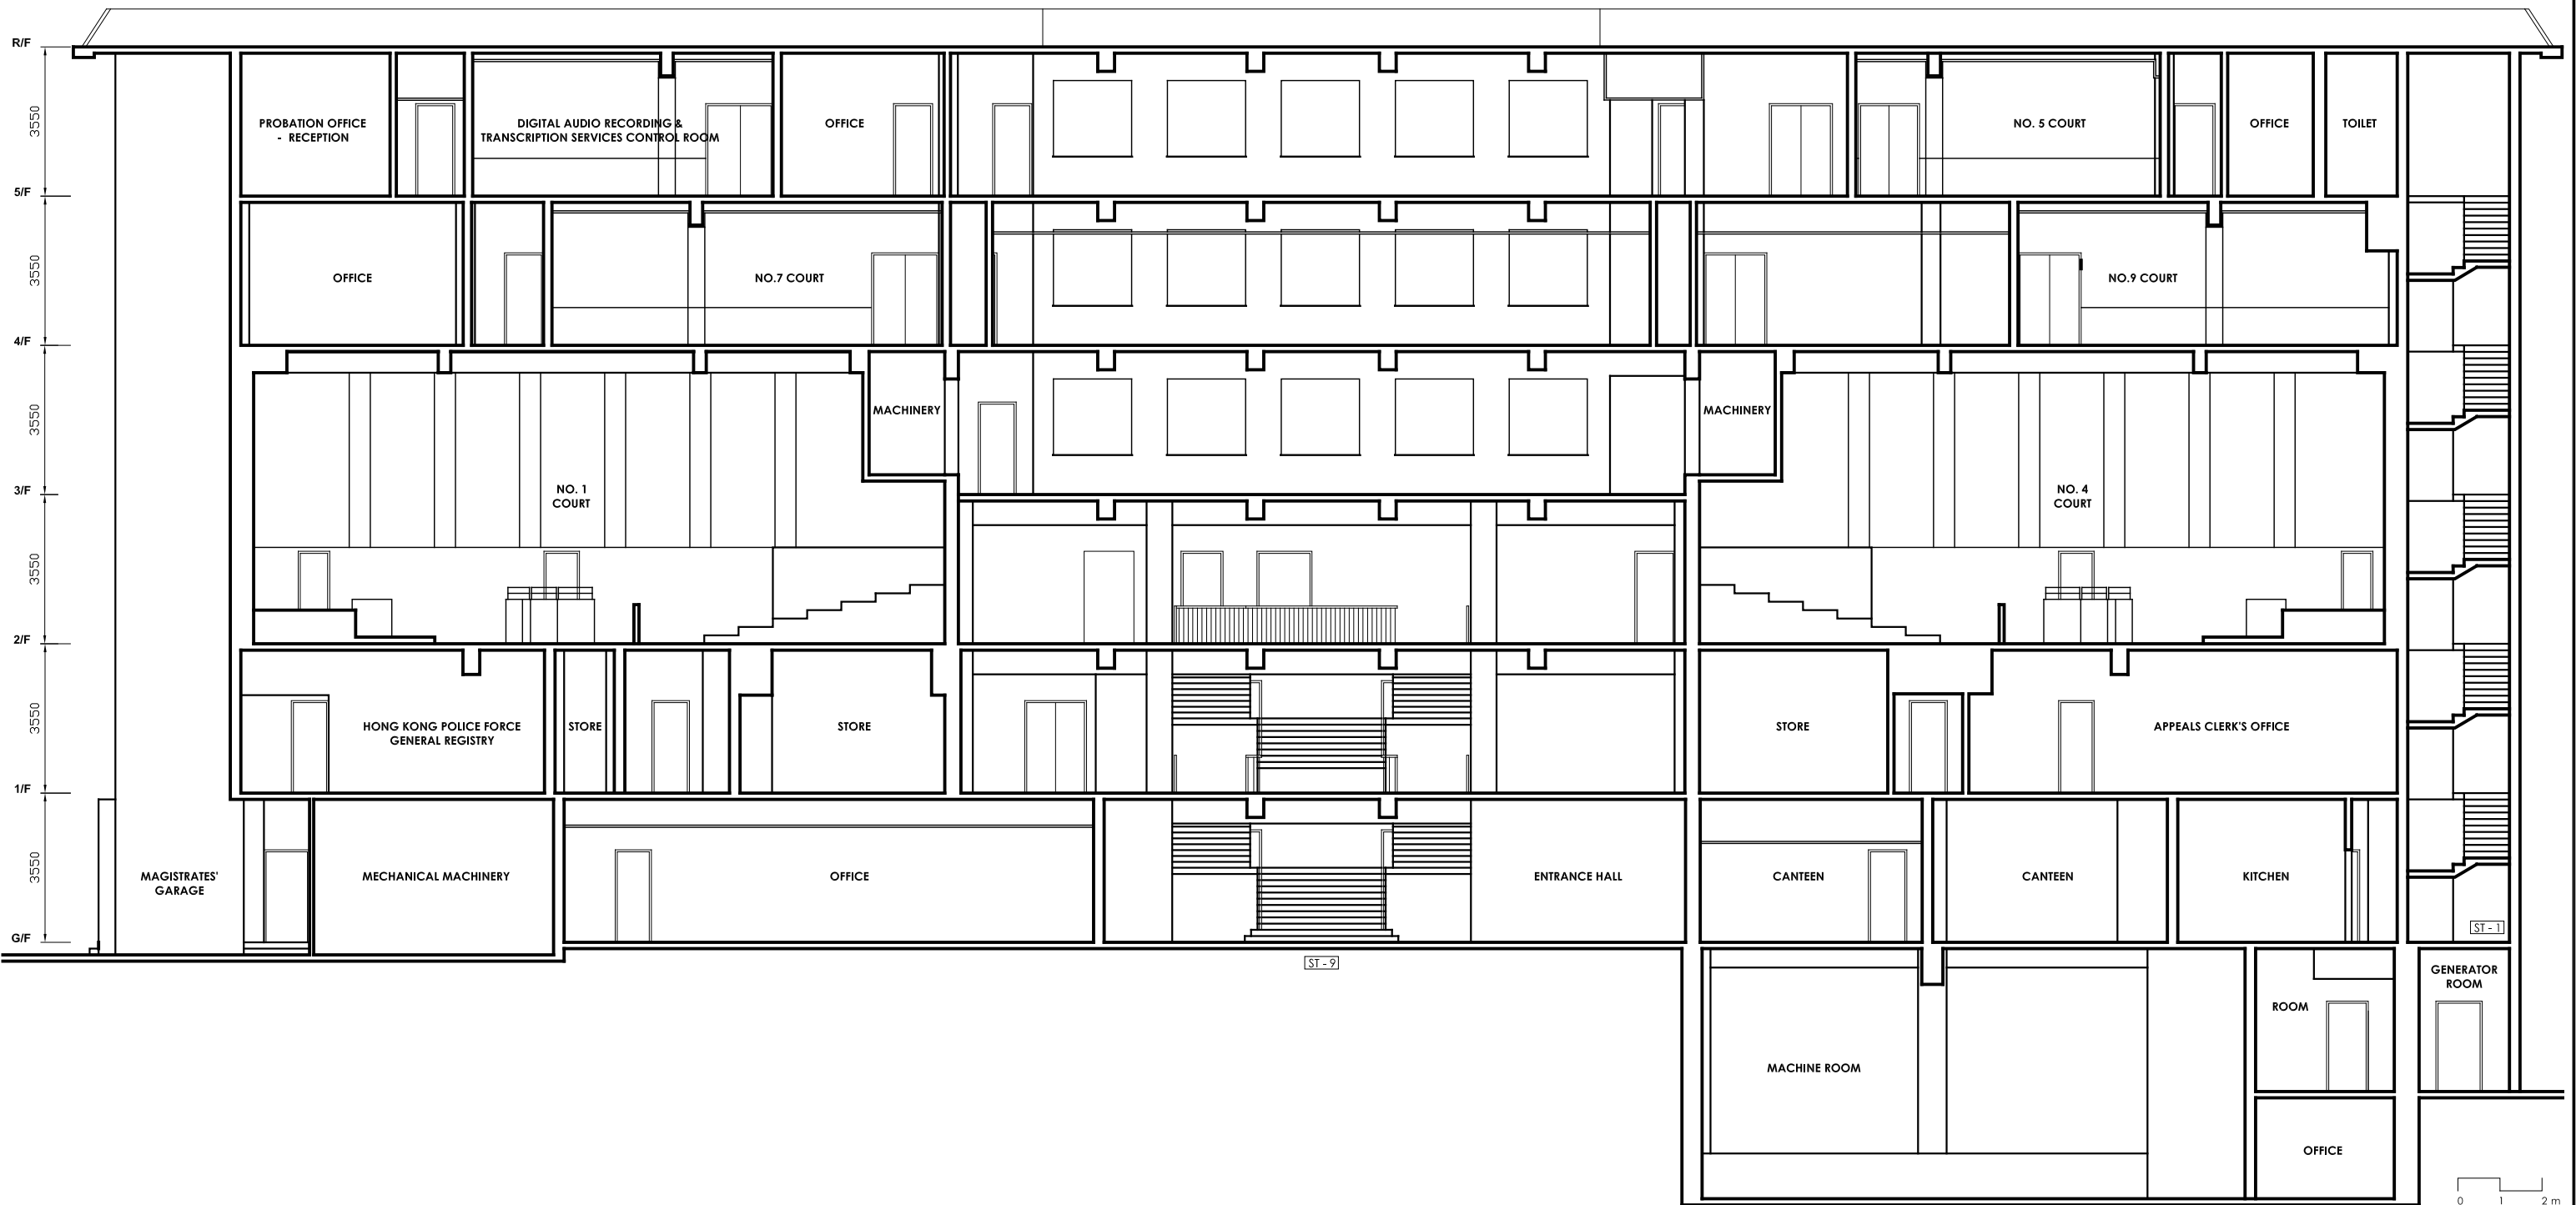 R/F
3550
PROBATION OFFICE
- RECEPTION
DIGITAL AUDIO RECORDING &
TRANSCRIPTION SERVICES CONTROL ROOM
OFFICE
NO. 5 COURT
OFFICE
TOILET
5/F
3550
OFFICE
NO.7 COURT
NO.9 COURT
4/F
3550
MACHINERY
MACHINERY
3/F
NO. 1
COURT
NO. 4
COURT
3550
2/F
3550
HONG KONG POLICE FORCE
GENERAL REGISTRY
STORE
STORE
STORE
APPEALS CLERK'S OFFICE
1/F
3550
MAGISTRATES'
GARAGE
MECHANICAL MACHINERY
OFFICE
ENTRANCE HALL
CANTEEN
CANTEEN
KITCHEN
G/F
ST - 1
ST - 9
GENERATOR
ROOM
ROOM
MACHINE ROOM
OFFICE
0 1 2 m